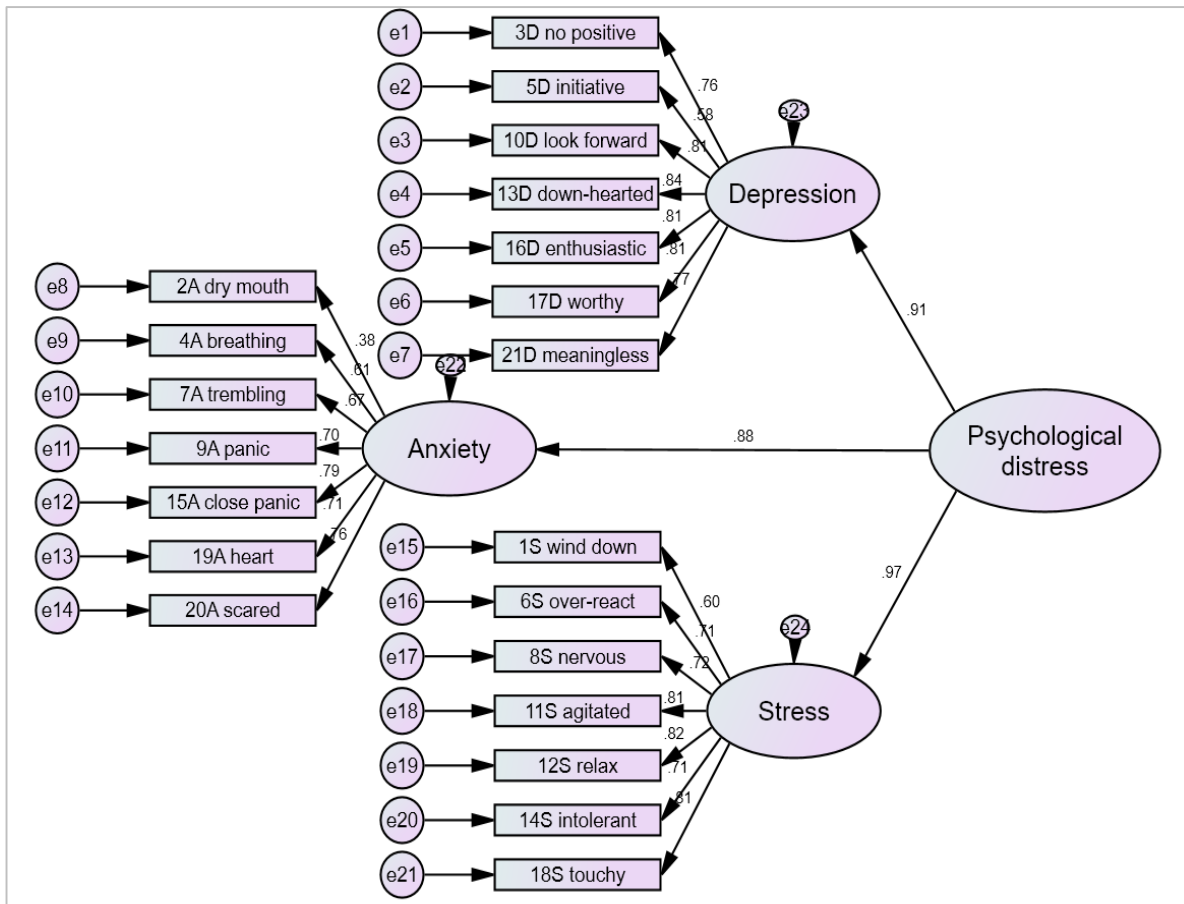 e1
3D no positive
e2
5D initiative
e3
10D look forward
e4
13D down-hearted
e5
16D enthusiastic
e6
17D worthy
e7
21D meaningless
.76
.58
.81
.84
.81
.81
.77
e23
Depression
.91
e8
2A dry mouth
e9
4A breathing
e10
7A trembling
e11
9A panic
e12
15A close panic
e13
19A heart
e14
20A scared
.38
.61
.67
.70
.79
.71
.76
e22
Anxiety
.88
Psychological
distress
.97
e15
1S wind down
e16
6S over-react
e17
8S nervous
e18
11S agitated
e19
12S relax
e20
14S intolerant
e21
18S touchy
.60
.71
.72
.81
.82
.71
.81
e24
Stress